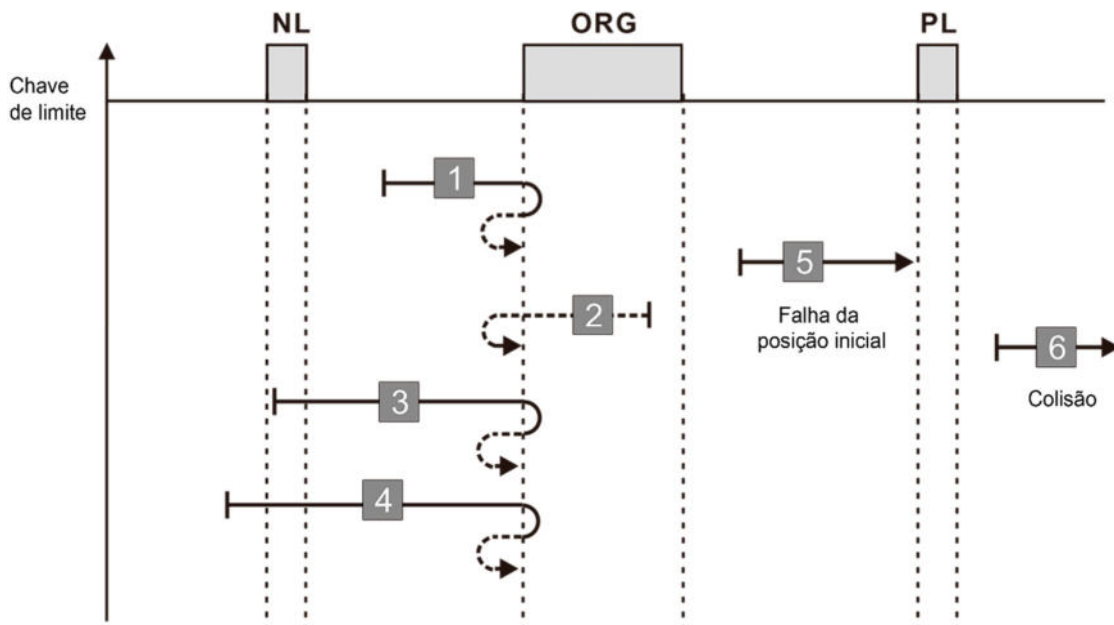 NL
ORG
PL
Chave
de limite
1
5
2
Falha da
posição inicial
6
3
Colisão
4